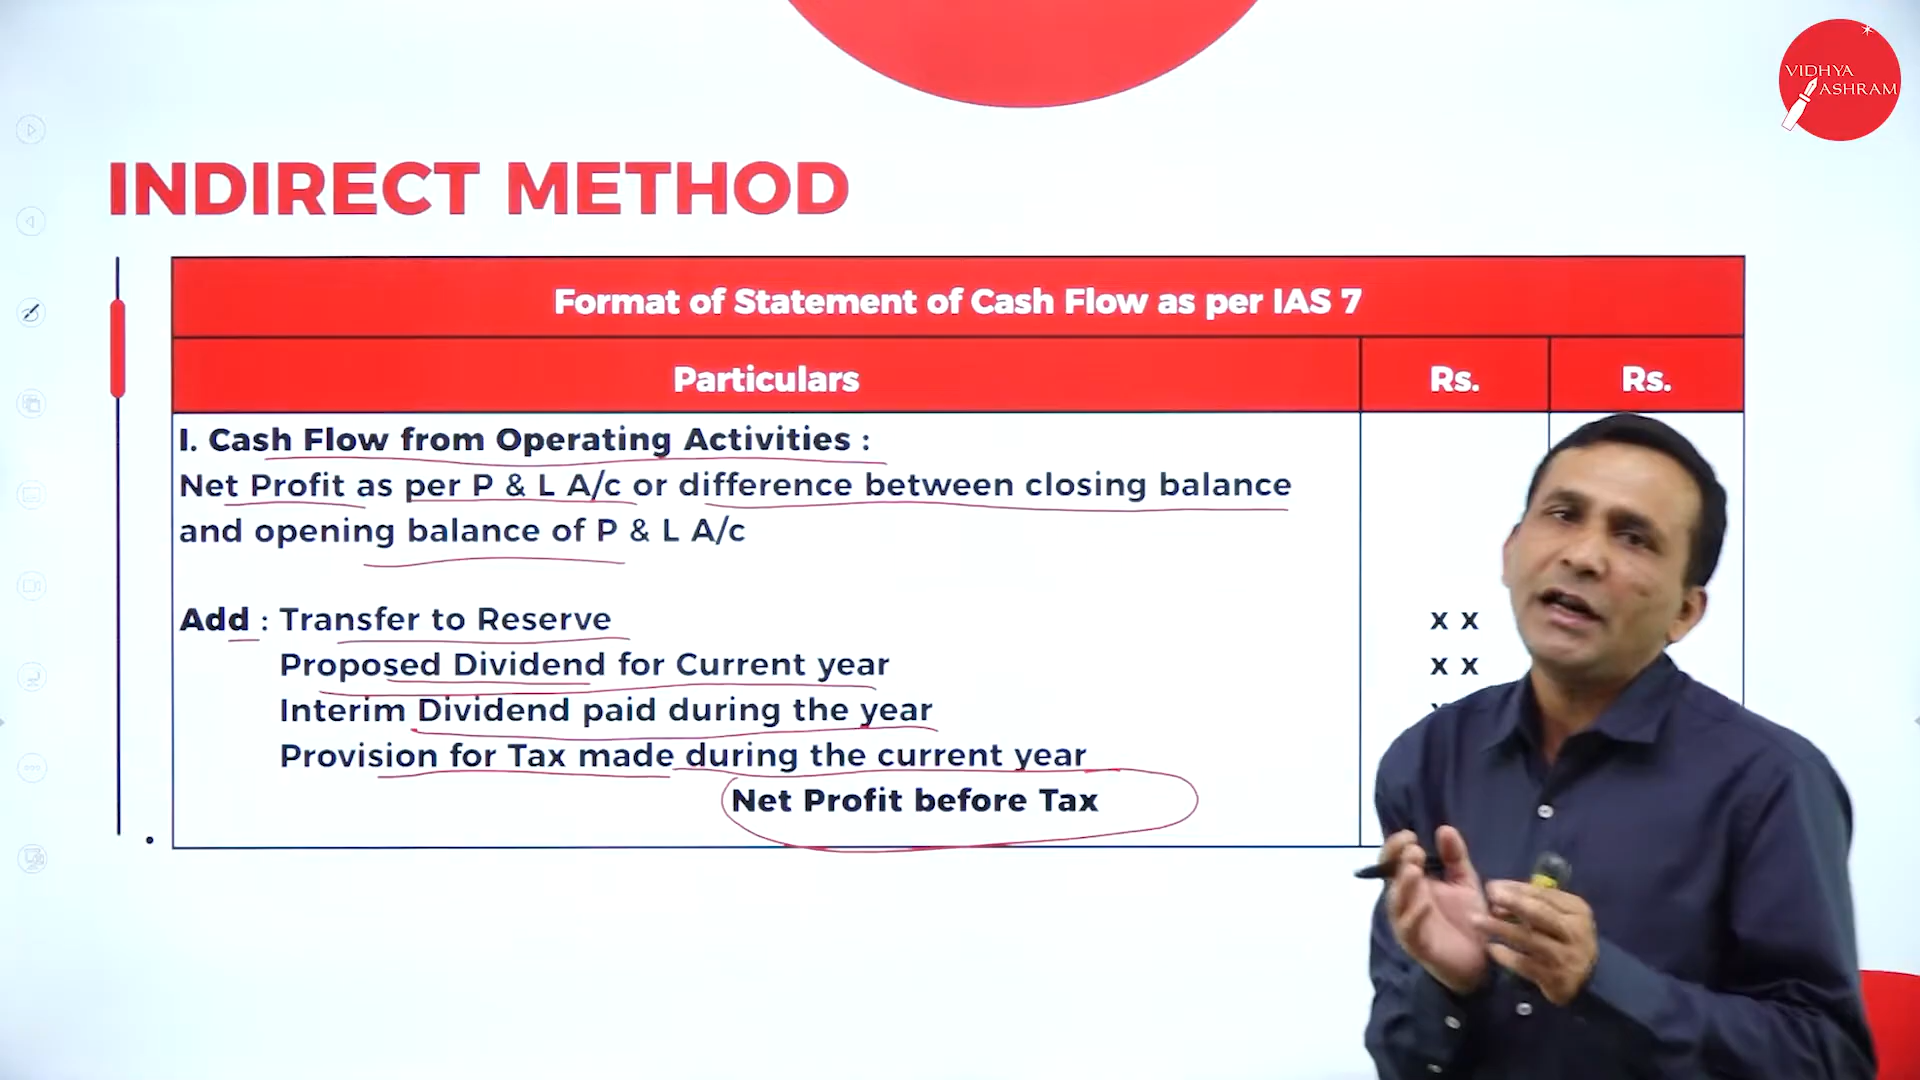 VIDHYA
ASHRAM
INDIRECT METHOD
Format of Statement of Cash Flow as per IAS 7
Particulars Rs. Rs.
I. Cash Flow from Operating Activities :
Net Profit as per P & L A/c or difference between closing balance
and opening balance of P & L A/c
Add : Transfer to Reserve x x
Proposed Dividend for Current year x x
Interim Dividend paid during the year
Provision for Tax made during the current year
Net Profit before Tax